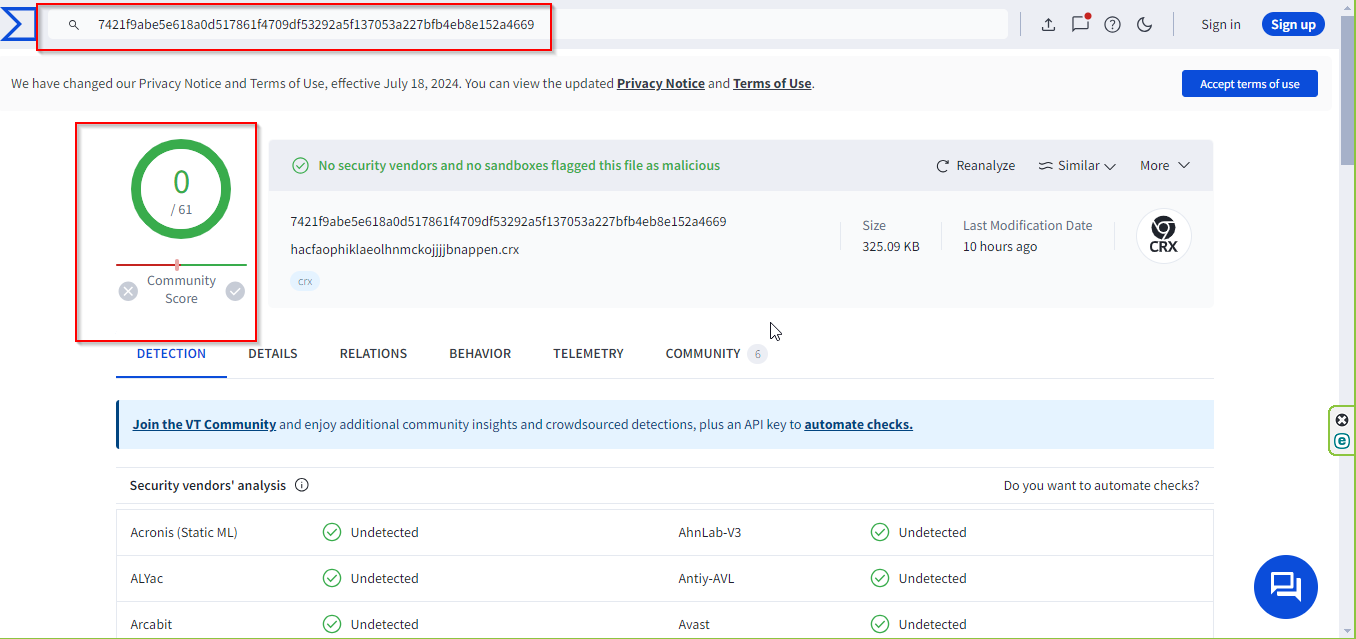 7421f9abe5e618a0d517861f4709df53292a5f137053a227bfb4eb8e152a4669
Sign in
Sign up
We have changed our Privacy Notice and Terms of Use, effective July 18, 2024. You can view the updated Privacy Notice and Terms of Use.
Accept terms of use
0
/ 61
Community
Score
No security vendors and no sandboxes flagged this file as malicious
Reanalyze
Similar
More
7421f9abe5e618a0d517861f4709df53292a5f137053a227bfb4eb8e152a4669
hacfaophiklaeolhnmckojjjjbnappen.crx
crx
Size
325.09 KB
Last Modification Date
10 hours ago
CRX
DETECTION
DETAILS
RELATIONS
BEHAVIOR
TELEMETRY
COMMUNITY 6
Join the VT Community and enjoy additional community insights and crowdsourced detections, plus an API key to automate checks.
Security vendors' analysis
Do you want to automate checks?
Acronis (Static ML) Undetected AhnLab-V3 Undetected
ALYac Undetected Antiy-AVL Undetected
Arcabit Undetected Avast Undetected